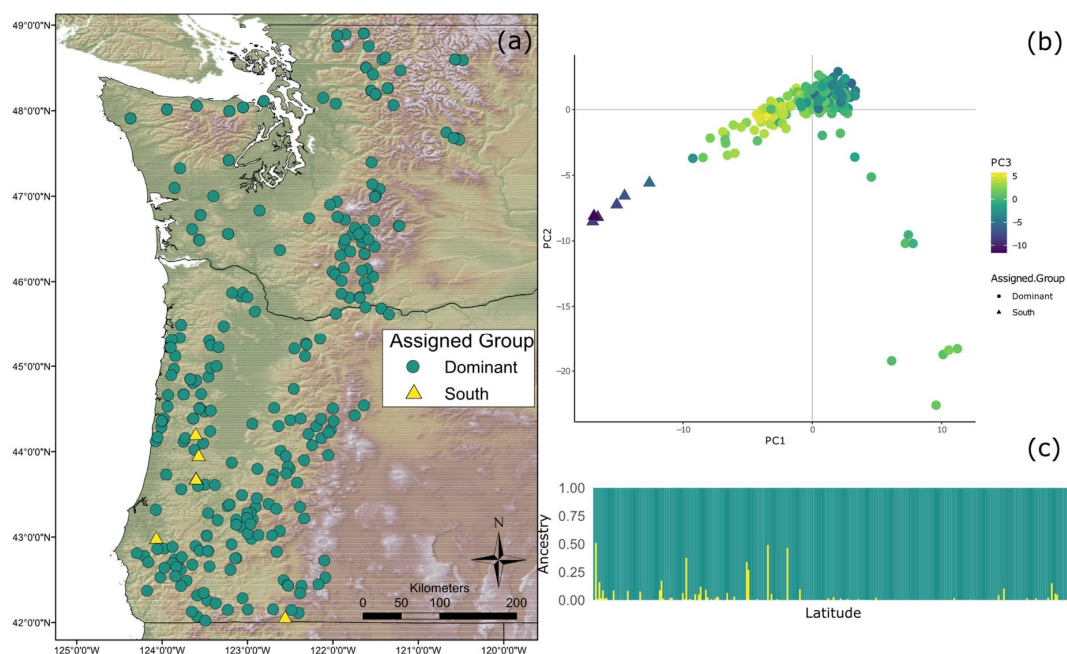 (a)
49°0'0"N
48°0'0"N
47°0'0"N
46°0'0"N
45°0'0"N
44°0'0"N
43°0'0"N
42°0'0"N
125°0'0"W
124°0'0"W
123°0'0"W
122°0'0"W
121°0'0"W
120°0'0"W
Assigned Group
Dominant
South
N
Kilometers
0 50 100 200
(b)
0
−5
−10
−15
−20
PC2
−10 0 10
PC1
PC3
5
0
−5
−10
Assigned.Group
Dominant
South
(c)
1.00
0.75
0.50
0.25
0.00
Ancestry
Latitude